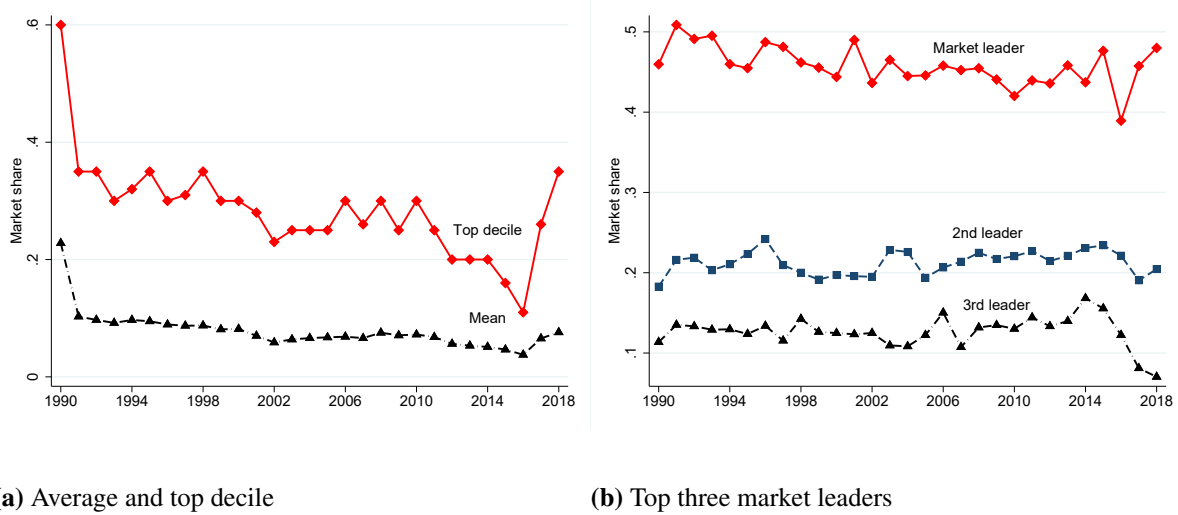 Market share
.6
.4
.2
0
Top decile
Mean
1990 1994 1998 2002 2006 2010 2014 2018
Market share
.5
.4
.3
.2
.1
Market leader
2nd leader
3rd leader
1990 1994 1998 2002 2006 2010 2014 2018
a) Average and top decile
(b) Top three market leaders